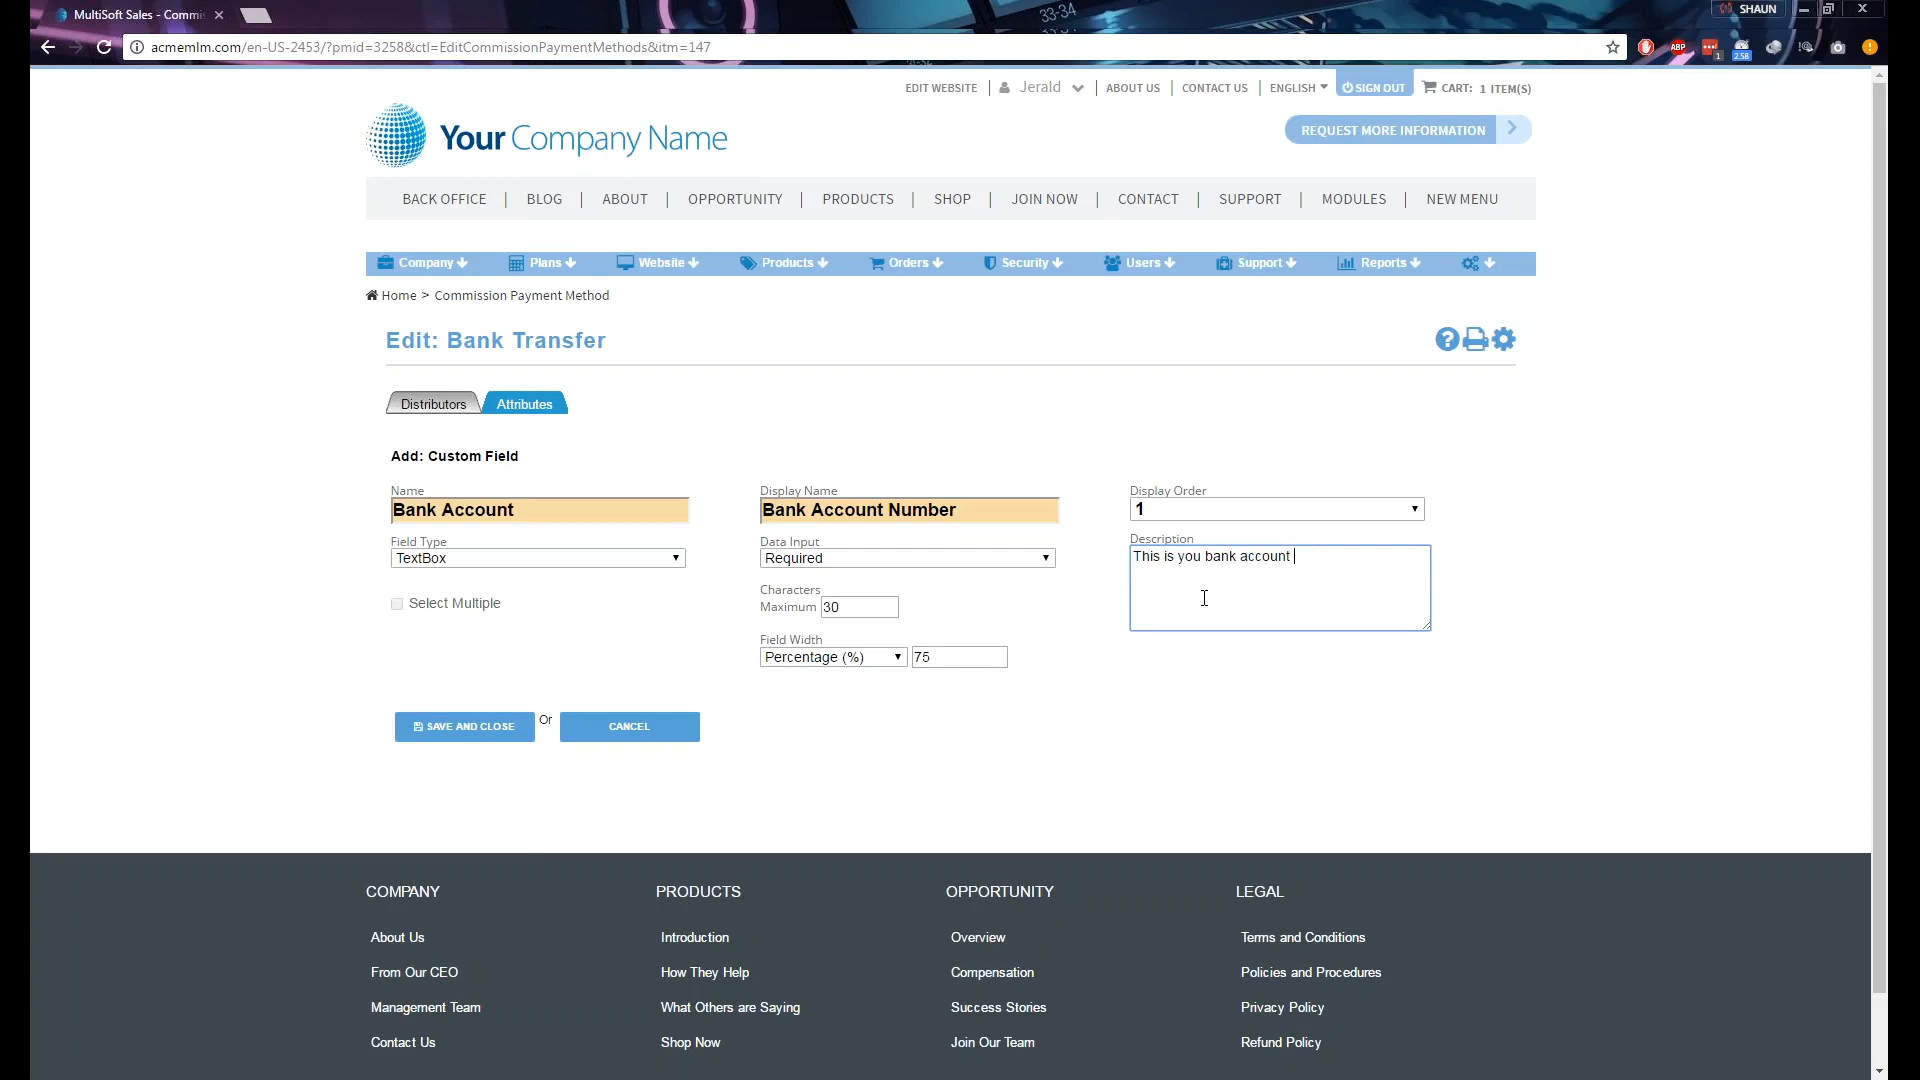 MultiSoft Sales - Commis
33-34
SHAUN
acmemlm.com/en-US-2453/?pmid=3258&ctl=EditCommissionPaymentMethods&itm=147
ABP
1
2.58
EDIT WEBSITE
Jerald
ABOUT US
CONTACT US
ENGLISH
SIGN OUT
CART: 1 ITEM(S)
Your Company Name
REQUEST MORE INFORMATION
BACK OFFICE | BLOG | ABOUT | OPPORTUNITY | PRODUCTS | SHOP | JOIN NOW | CONTACT | SUPPORT | MODULES | NEW MENU
Company Plans Website Products Orders Security Users Support Reports
Home > Commission Payment Method
Edit: Bank Transfer
Distributors Attributes
Add: Custom Field
Name
Bank Account
Field Type
TextBox
Select Multiple
Display Name
Bank Account Number
Data Input
Required
Characters
Maximum 30
Field Width
Percentage (%) 75
Display Order
1
Description
This is you bank account
SAVE AND CLOSE Or CANCEL
COMPANY
About Us
From Our CEO
Management Team
Contact Us
PRODUCTS
Introduction
How They Help
What Others are Saying
Shop Now
OPPORTUNITY
Overview
Compensation
Success Stories
Join Our Team
LEGAL
Terms and Conditions
Policies and Procedures
Privacy Policy
Refund Policy